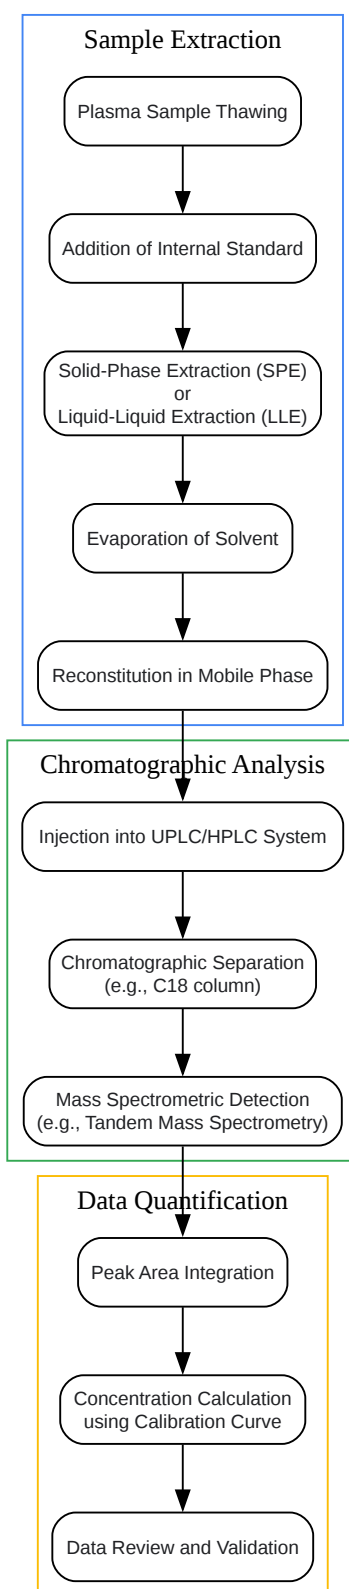 Sample Extraction
Plasma Sample Thawing
Addition of Internal Standard
Solid-Phase Extraction (SPE)
or
Liquid-Liquid Extraction (LLE)
Evaporation of Solvent
Reconstitution in Mobile Phase
Chromatographic Analysis
Injection into UPLC/HPLC System
Chromatographic Separation
(e.g., C18 column)
Mass Spectrometric Detection
(e.g., Tandem Mass Spectrometry)
Data Quantification
Peak Area Integration
Concentration Calculation
using Calibration Curve
Data Review and Validation